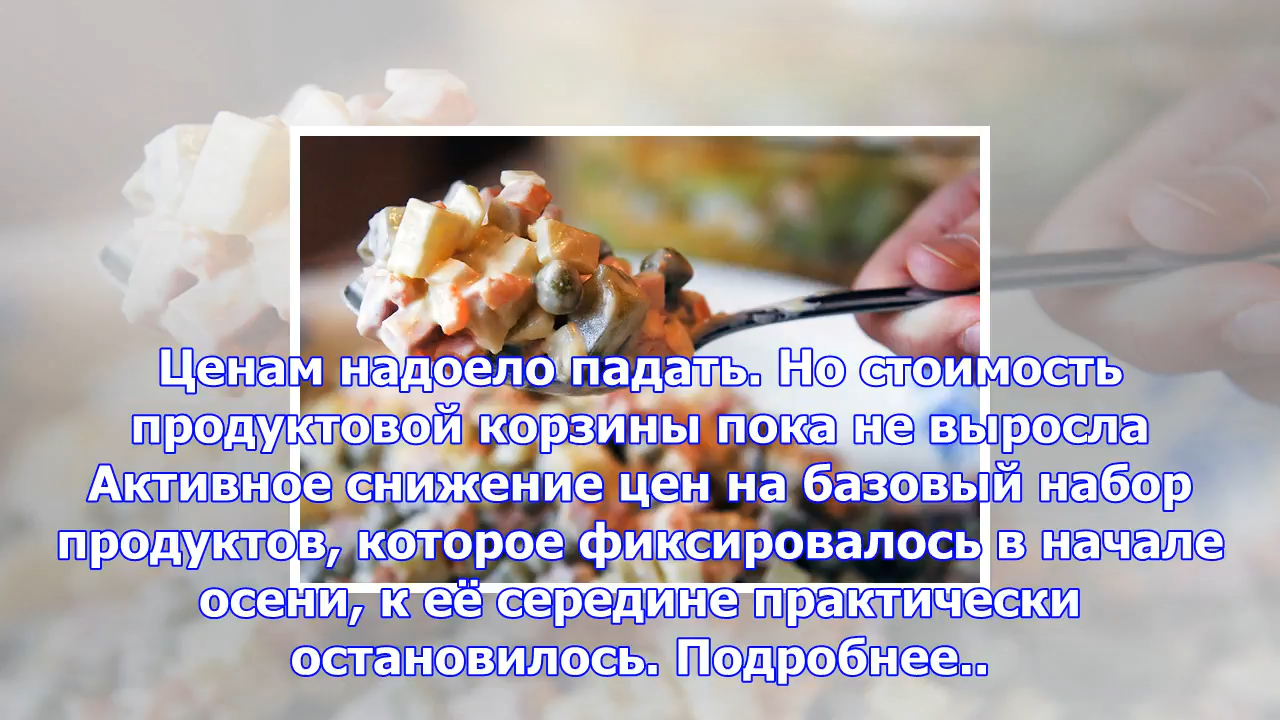 Ценам надоело падать. Но стоимость
продуктовой корзины пока не выросла
Активное снижение цен на базовый набор
продуктов, которое фиксировалось в начале
осени, к её середине практически
остановилось. Подробнее..